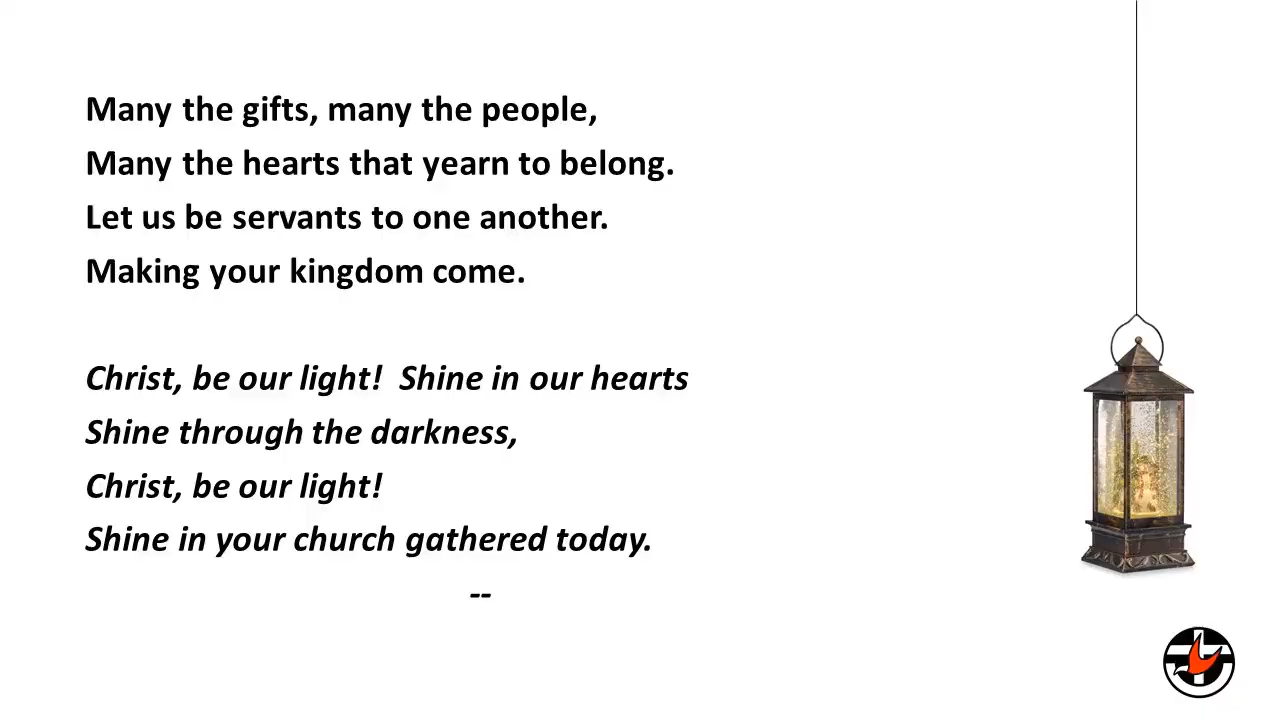 Many the gifts, many the people,
Many the hearts that yearn to belong.
Let us be servants to one another.
Making your kingdom come.
Christ, be our light!  Shine in our hearts
Shine through the darkness,
Christ, be our light!
Shine in your church gathered today.
--